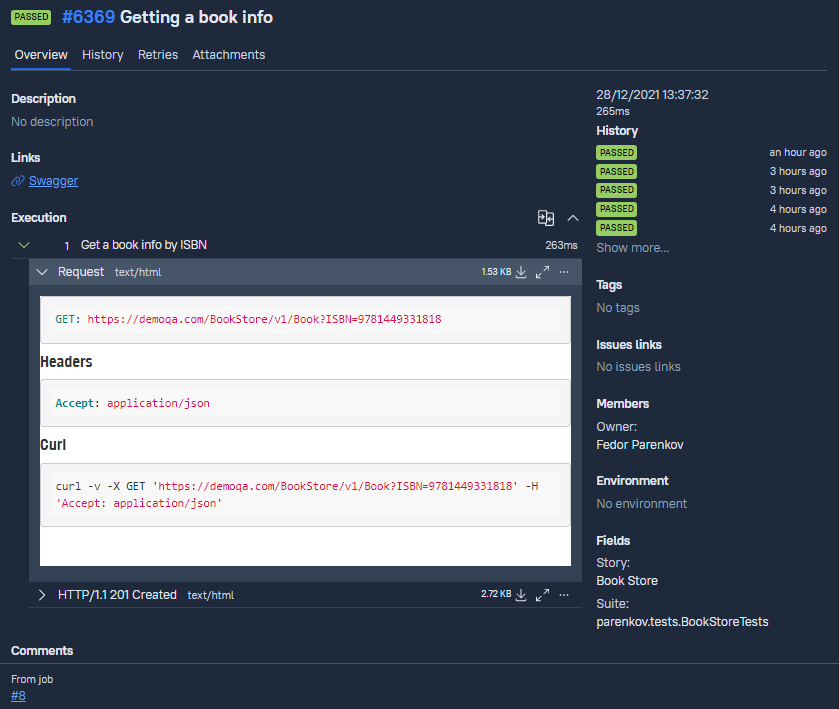 PASSED #6369 Getting a book info
Overview History Retries Attachments
Description
No description
Links
Swagger
Execution
1 Get a book info by ISBN 263ms
Request text/html 1.53 KB ...
GET: https://demoqa.com/BookStore/v1/Book?ISBN=9781449331818
Headers
Accept: application/json
Curl
curl -v -X GET 'https://demoqa.com/BookStore/v1/Book?ISBN=9781449331818' -H
'Accept: application/json'
HTTP/1.1 201 Created text/html 2.72 KB ...
Comments
From job
#8
28/12/2021 13:37:32
265ms
History
PASSED an hour ago
PASSED 3 hours ago
PASSED 3 hours ago
PASSED 4 hours ago
PASSED 4 hours ago
Show more...
Tags
No tags
Issues links
No issues links
Members
Owner:
Fedor Parenkov
Environment
No environment
Fields
Story:
Book Store
Suite:
parenkov.tests.BookStoreTests